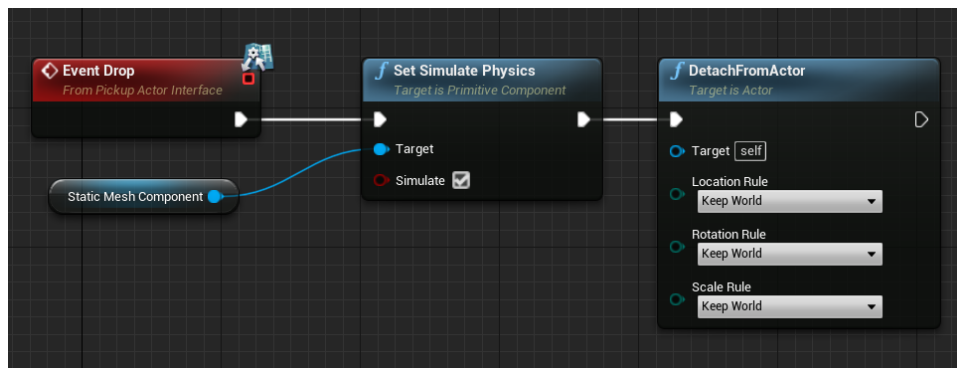 Event Drop
From Pickup Actor Interface
Static Mesh Component
Set Simulate Physics
Target is Primitive Component
Target
Simulate
DetachFromActor
Target is Actor
Target self
Location Rule
Keep World
Rotation Rule
Keep World
Scale Rule
Keep World